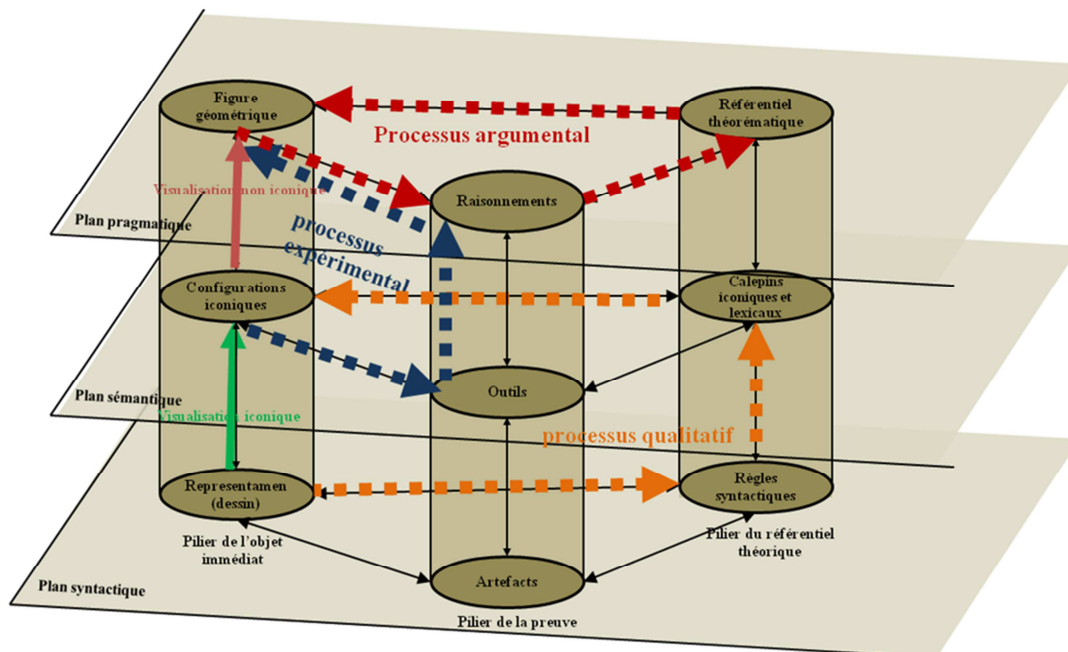 Figure
géométrique
Référentiel
théorématique
Processus argumental
Visualisation non iconique
Raisonnements
Plan pragmatique
processus
expérimental
Configurations
iconiques
Calepins
iconiques et
lexicaux
Plan sémantique
Outils
Visualisation iconique
processus qualitatif
Representamen
(dessin)
Règles
syntactiques
Pilier de l'objet
immédiat
Pilier du référentiel
théorique
Plan syntactique
Artefacts
Pilier de la preuve